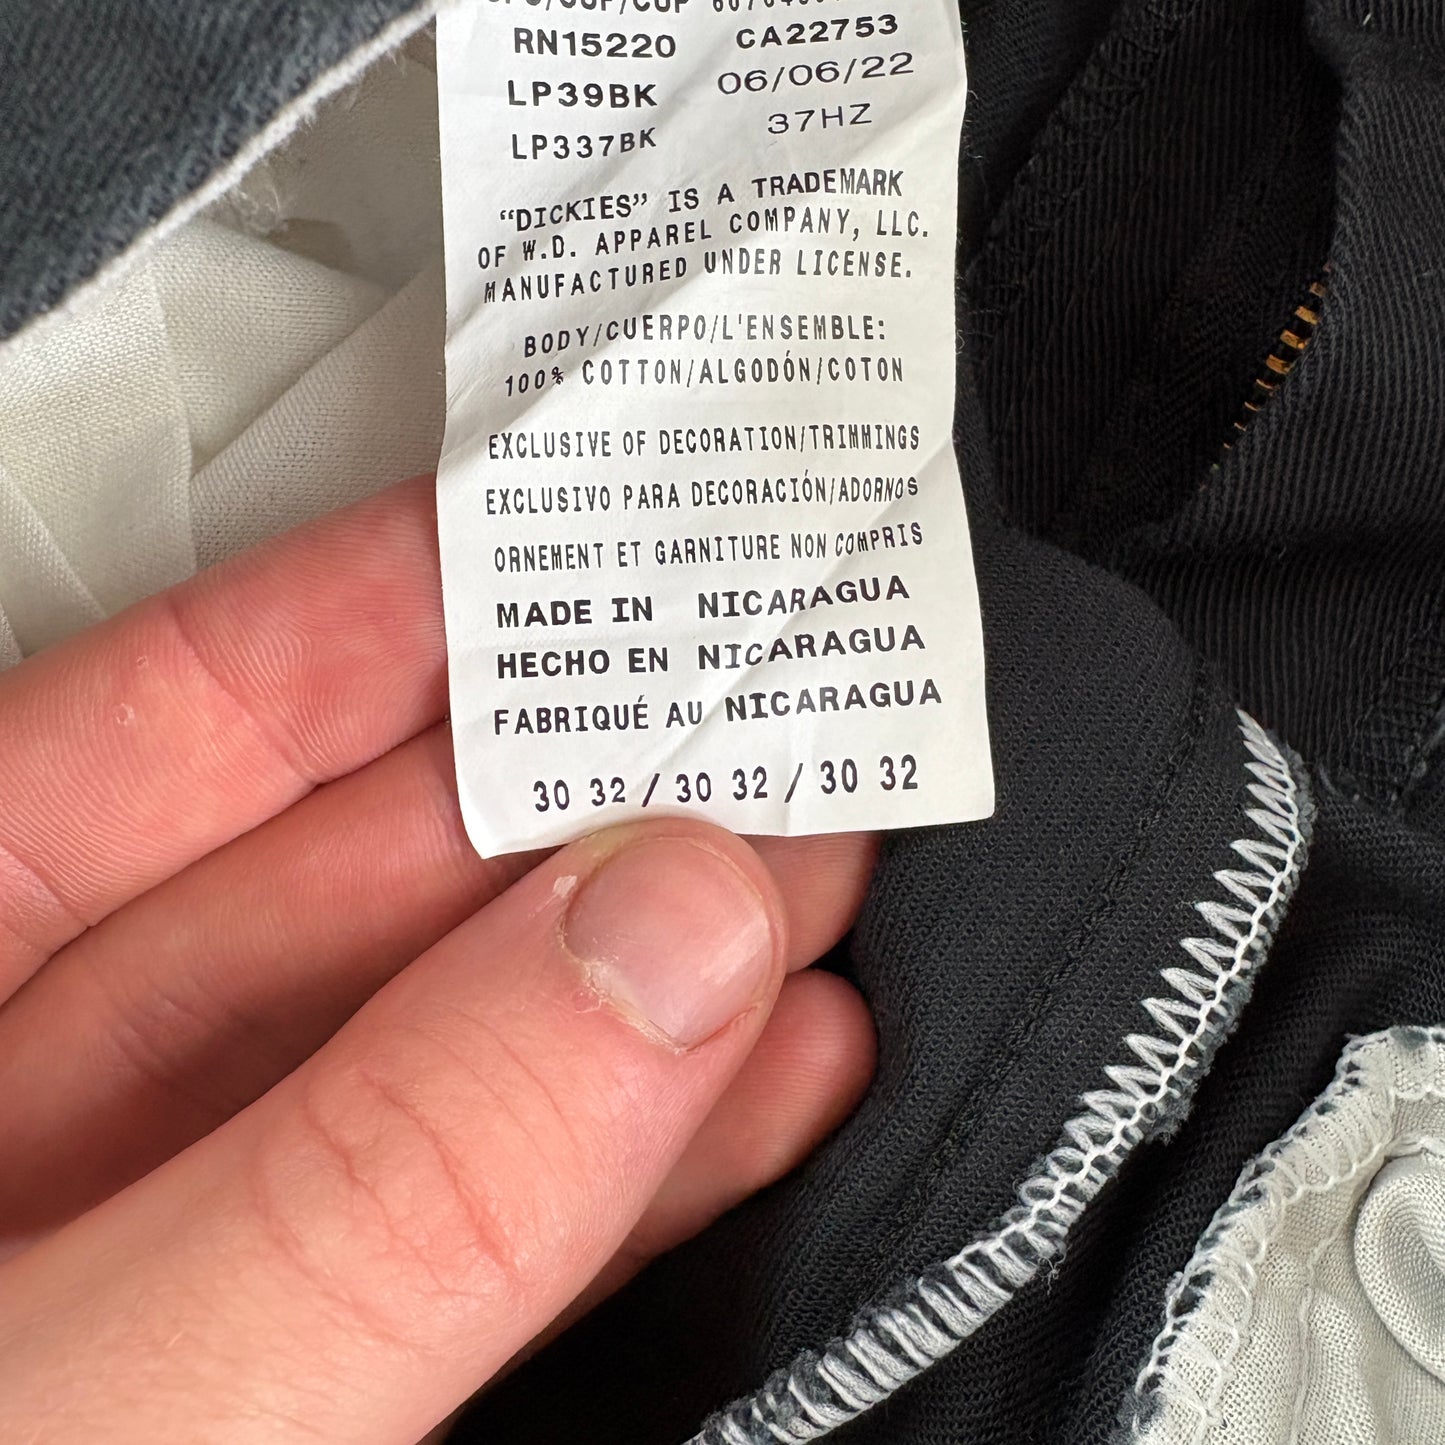 RN15220 CA22753
LP39BK 06/06/22
LP337BK 37HZ
“DICKIES” IS A TRADEMARK
OF W.D. APPAREL COMPANY, LLC.
MANUFACTURED UNDER LICENSE.
BODY/CUERPO/L'ENSEMBLE:
100% COTTON/ALGODÓN/COTON
EXCLUSIVE OF DECORATION/TRIMMINGS
EXCLUSIVO PARA DECORACIÓN/ADORNOS
ORNEMENT ET GARNITURE NON COMPRIS
MADE IN NICARAGUA
HECHO EN NICARAGUA
FABRIQUÉ AU NICARAGUA
30 32 / 30 32 / 30 32